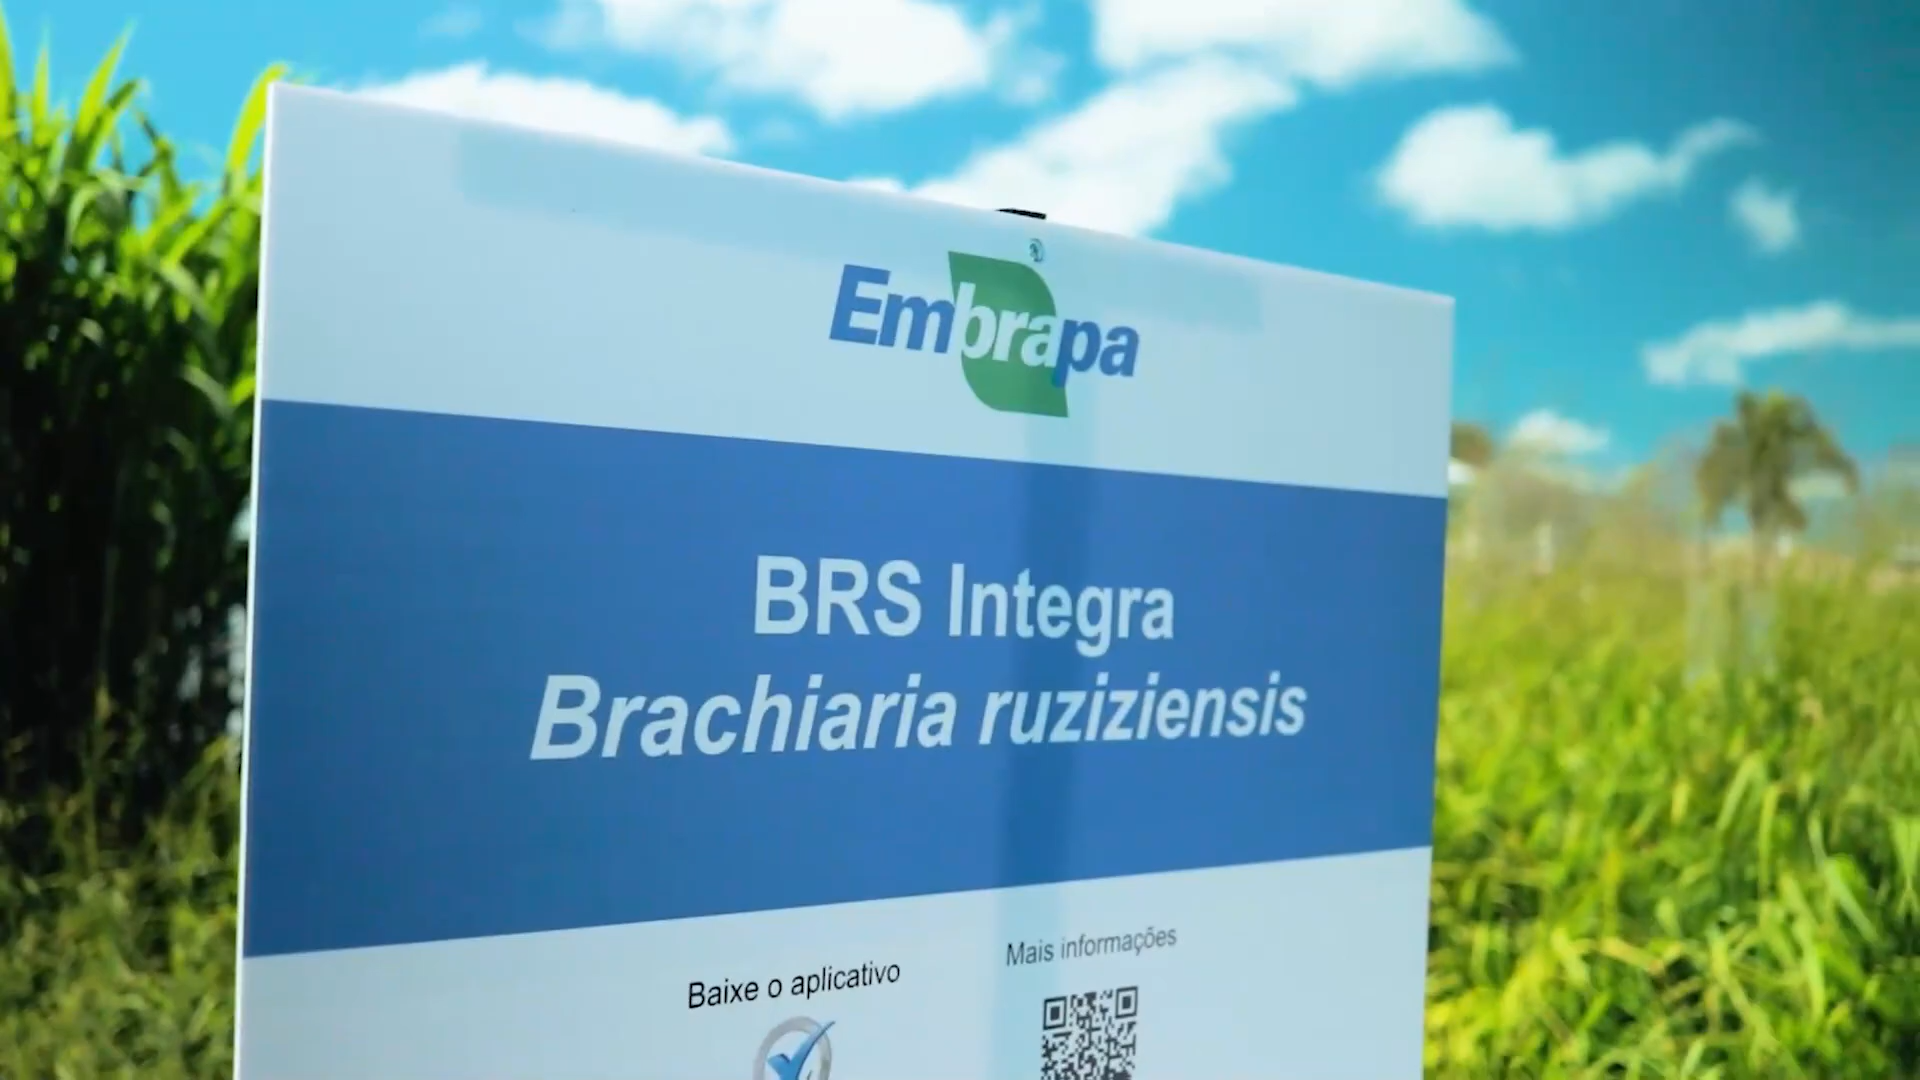 Embrapa
BRS Integra
Brachiaria ruziziensis
Baixe o aplicativo
Mais informações